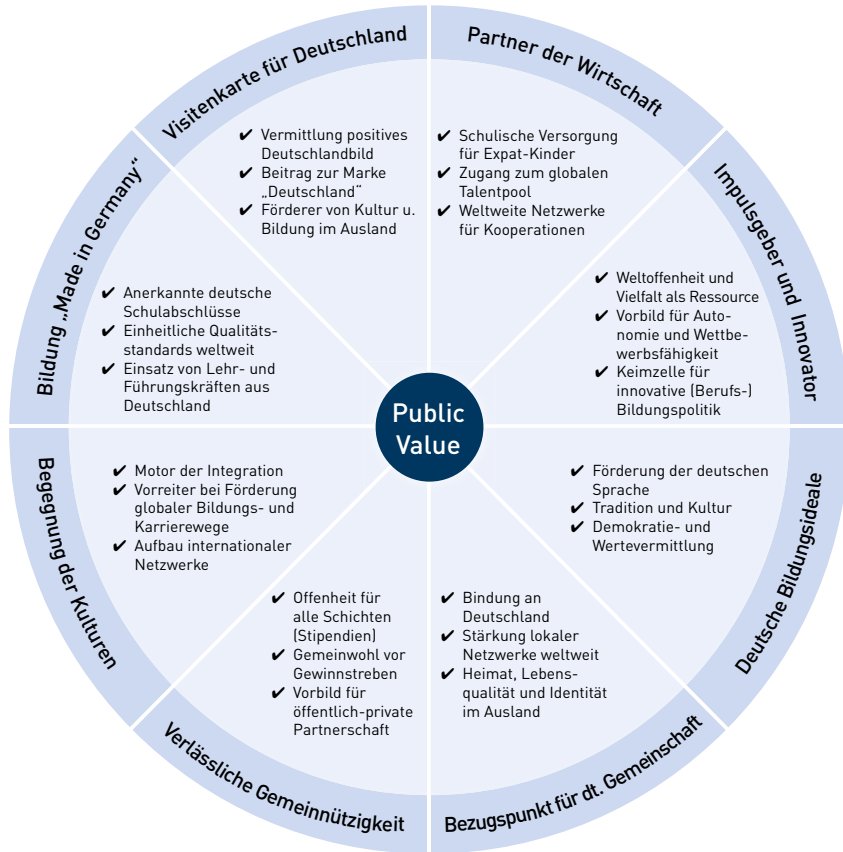 Visitenkarte für Deutschland
✔ Vermittlung positives
Deutschlandbild
✔ Beitrag zur Marke
„Deutschland“
✔ Förderer von Kultur u.
Bildung im Ausland
Partner der Wirtschaft
✔ Schulische Versorgung
für Expat-Kinder
✔ Zugang zum globalen
Talentpool
✔ Weltweite Netzwerke
für Kooperationen
Impulsgeber und Innovator
✔ Weltoffenheit und
Vielfalt als Ressource
✔ Vorbild für Auto-
nomie und Wettbe-
werbsfähigkeit
✔ Keimzelle für
innovative (Berufs-)
Bildungspolitik
Deutsche Bildungsideale
✔ Förderung der deutschen
Sprache
✔ Tradition und Kultur
✔ Demokratie- und
Wertevermittlung
Bezugspunkt für dt. Gemeinschaft
✔ Bindung an
Deutschland
✔ Stärkung lokaler
Netzwerke weltweit
✔ Heimat, Lebens-
qualität und Identität
im Ausland
Verlässliche Gemeinnützigkeit
✔ Offenheit für
alle Schichten
(Stipendien)
✔ Gemeinwohl vor
Gewinnstreben
✔ Vorbild für
öffentlich-private
Partnerschaft
Begegnung der Kulturen
✔ Motor der Integration
✔ Vorreiter bei Förderung
globaler Bildungs- und
Karrierewege
✔ Aufbau internationaler
Netzwerke
Bildung „Made in Germany“
✔ Anerkannte deutsche
Schulabschlüsse
✔ Einheitliche Qualitäts-
standards weltweit
✔ Einsatz von Lehr- und
Führungskräften aus
Deutschland
Public
Value